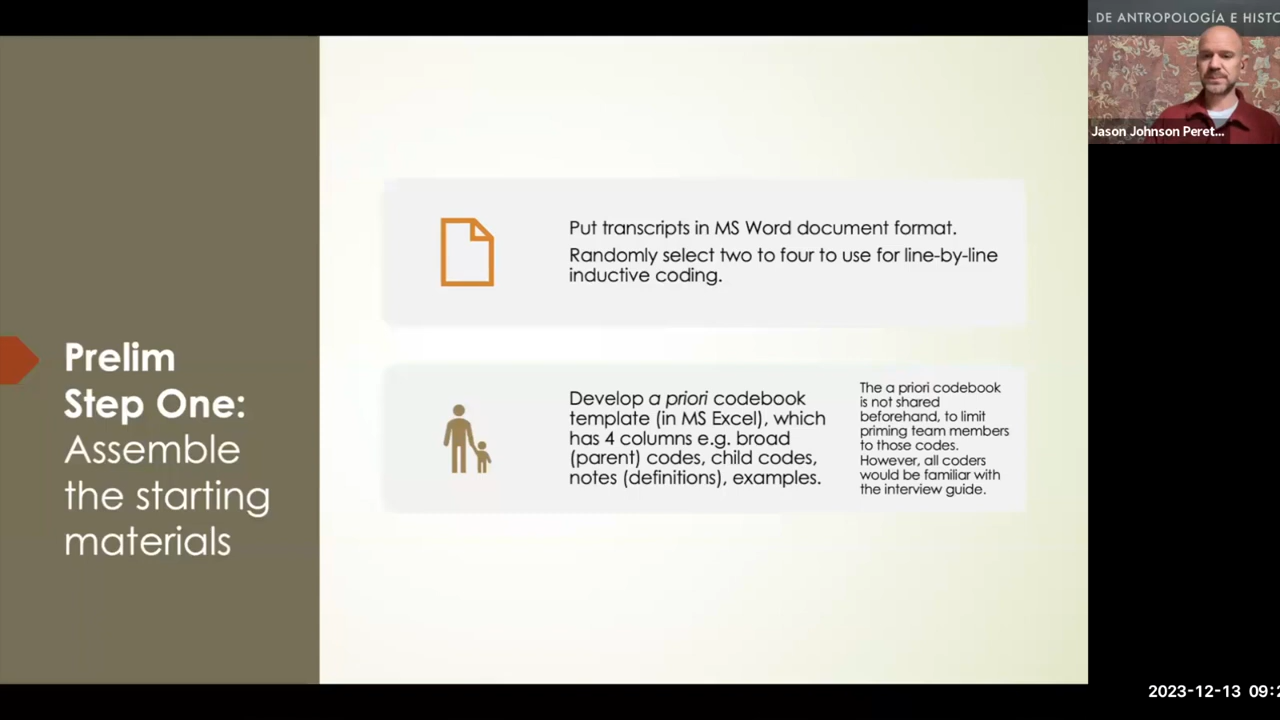 Prelim
Step One:
Assemble
the starting
materials
Put transcripts in MS Word document format.
Randomly select two to four to use for line-by-line
inductive coding.
Develop a priori codebook
template (in MS Excel), which
has 4 columns e.g. broad
(parent) codes, child codes,
notes (definitions), examples.
The a priori codebook
is not shared
beforehand, to limit
priming team members
to those codes.
However, all coders
would be familiar with
the interview guide.
DE ANTROPOLOGÍA E HISTO
Jason Johnson Peret...
2023-12-13 09:2